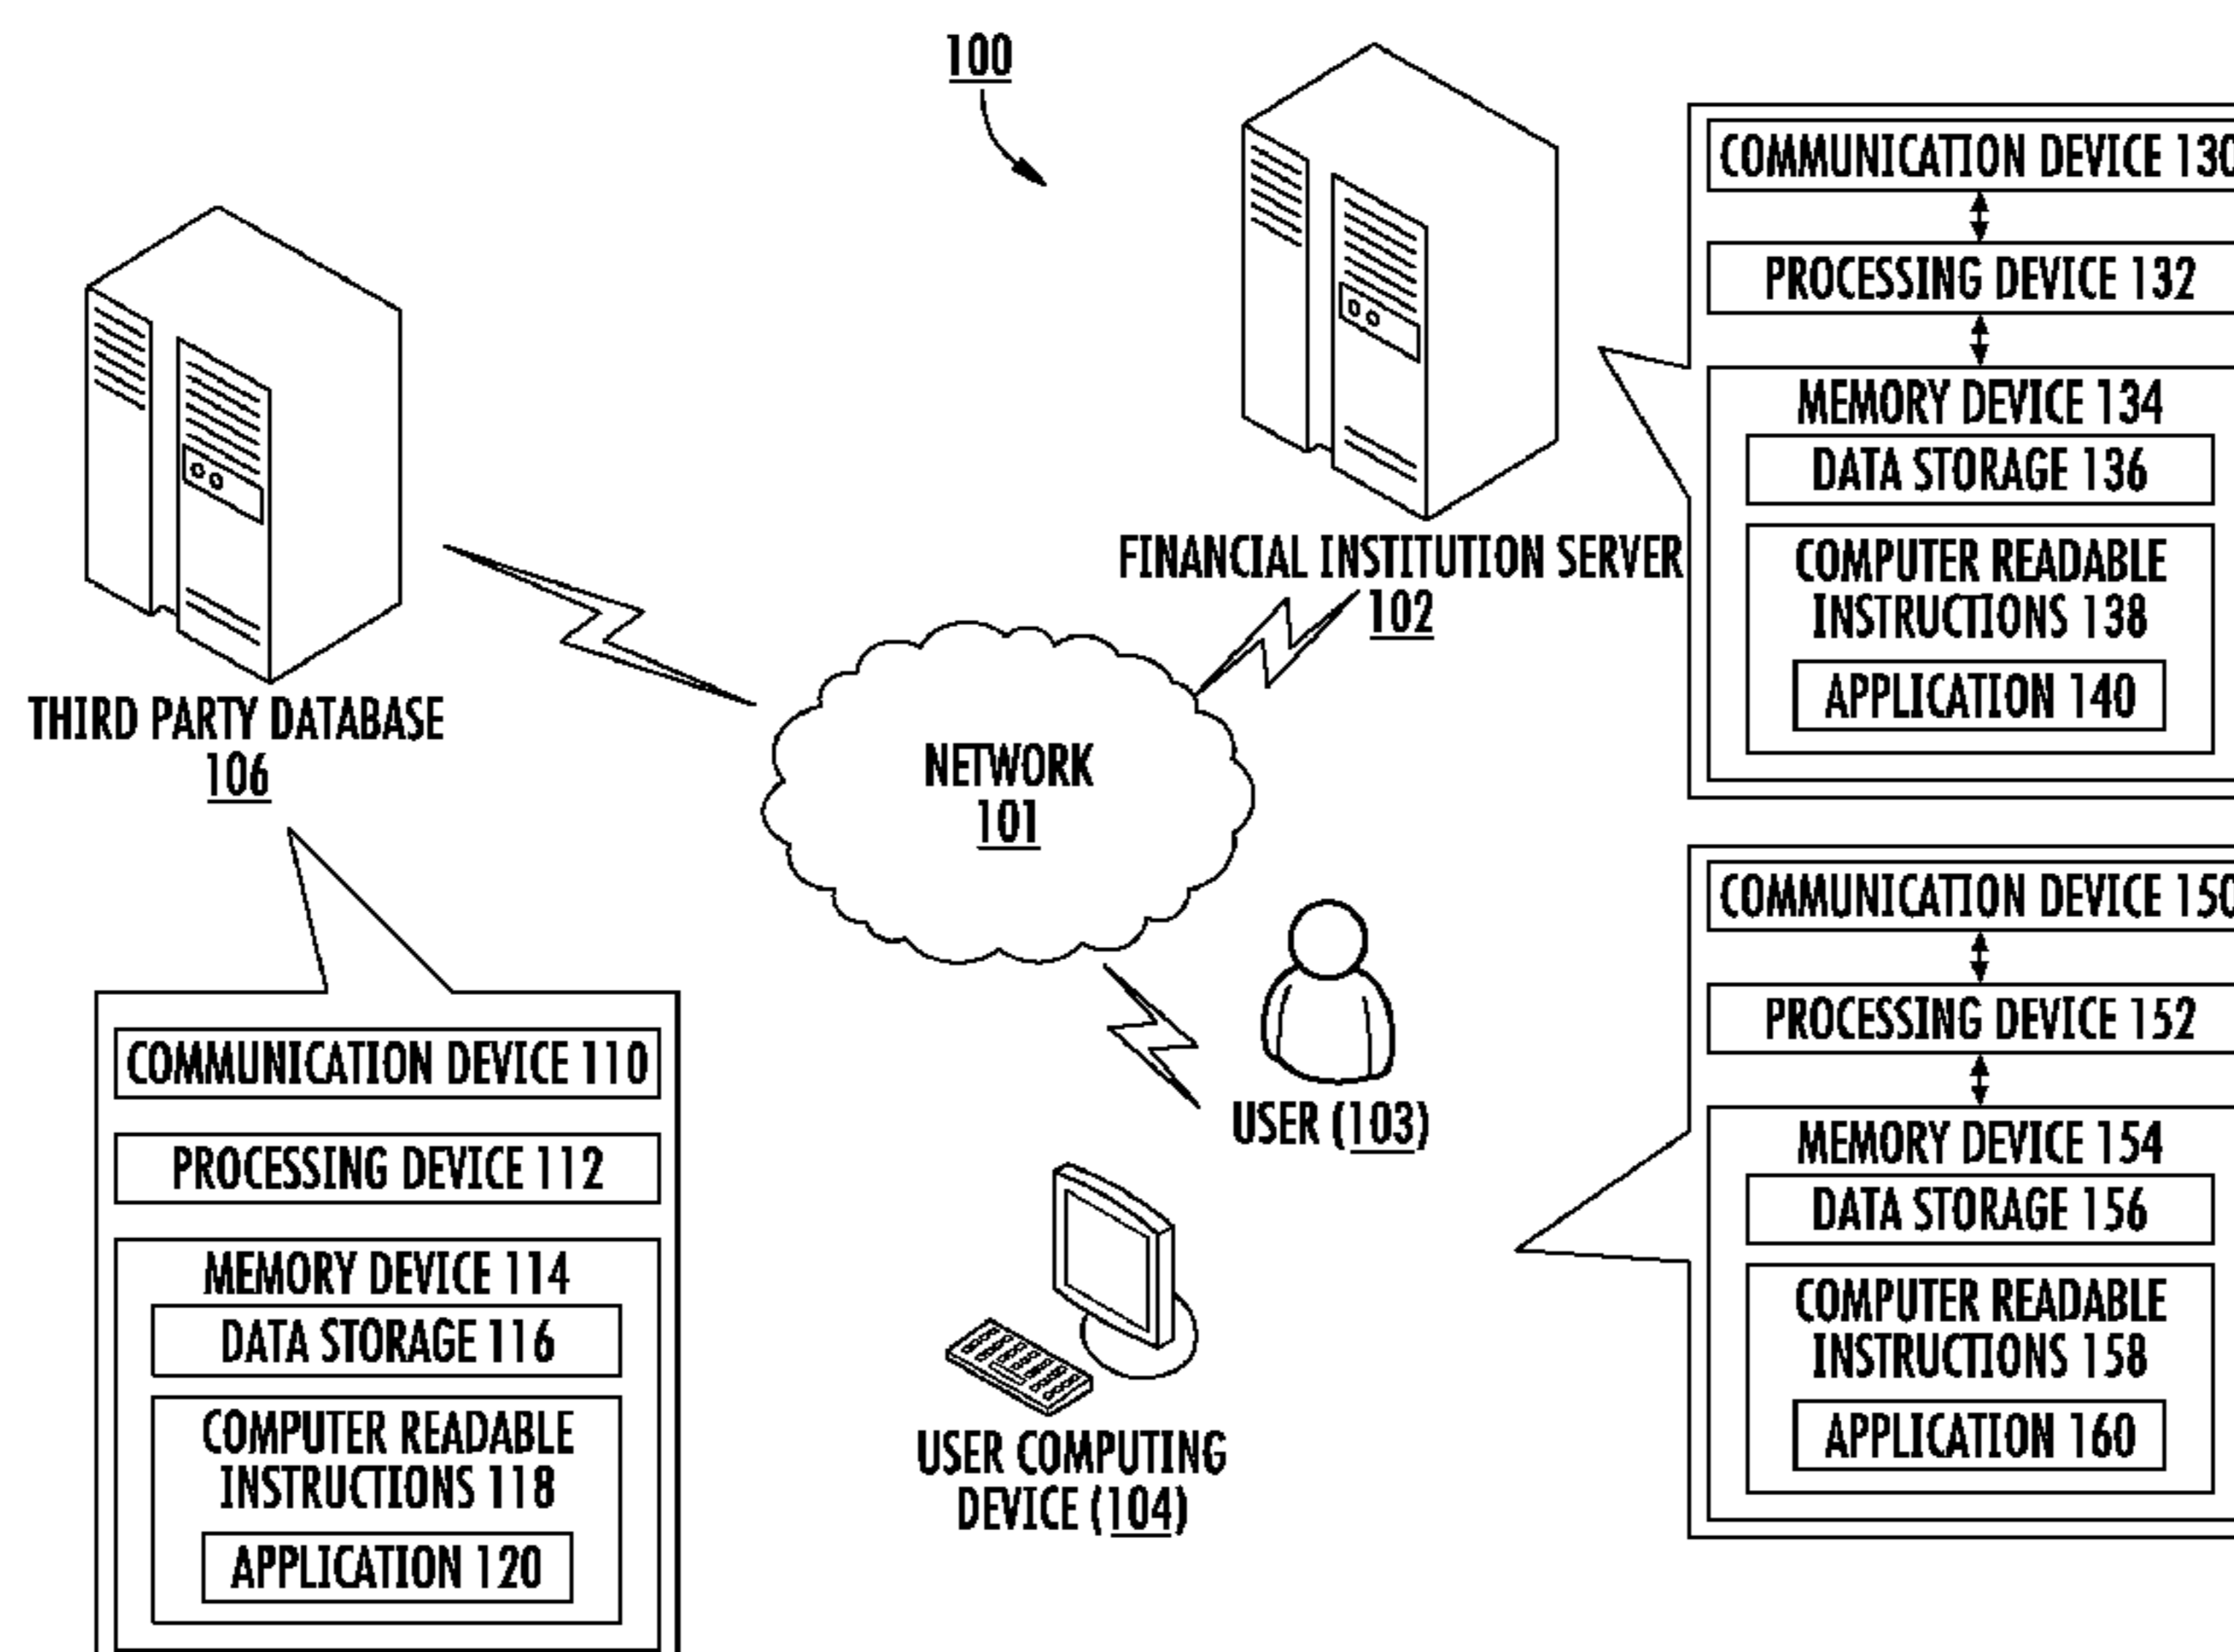 100
COMMUNICATION DEVICE 130
PROCESSING DEVICE 132
MEMORY DEVICE 134
DATA STORAGE 136
COMPUTER READABLE
INSTRUCTIONS 138
APPLICATION 140
FINANCIAL INSTITUTION SERVER
102
THIRD PARTY DATABASE
106
NETWORK
101
COMMUNICATION DEVICE 150
PROCESSING DEVICE 152
MEMORY DEVICE 154
DATA STORAGE 156
COMPUTER READABLE
INSTRUCTIONS 158
APPLICATION 160
USER (103)
COMMUNICATION DEVICE 110
PROCESSING DEVICE 112
MEMORY DEVICE 114
DATA STORAGE 116
COMPUTER READABLE
INSTRUCTIONS 118
APPLICATION 120
USER COMPUTING
DEVICE (104)